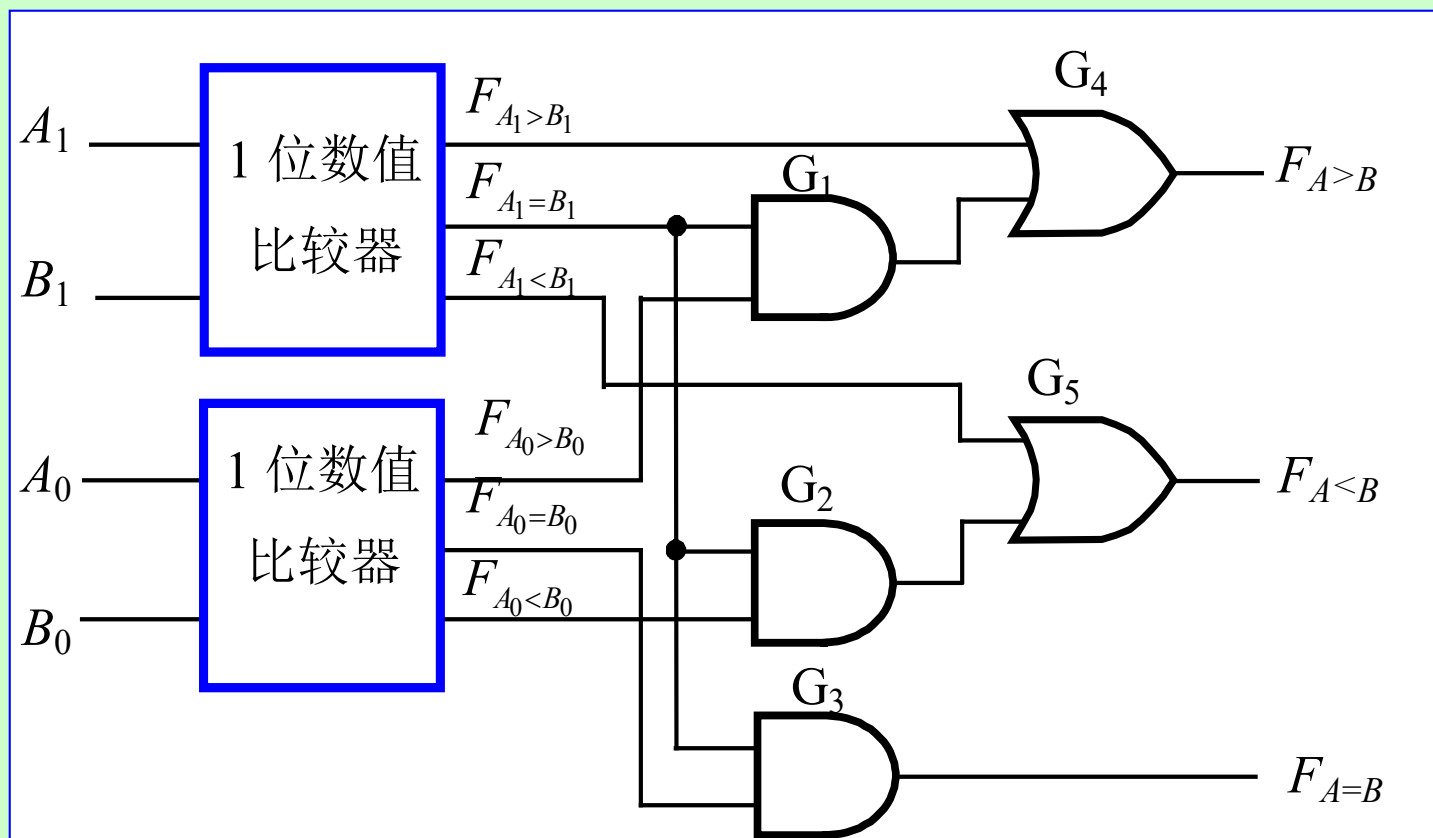 A₁
B₁
1 位数值
比较器
F_{A₁>B₁}
F_{A₁=B₁}
F_{A₁<B₁}
G₁
G₄
F_{A>B}
A₀
B₀
1 位数值
比较器
F_{A₀>B₀}
F_{A₀=B₀}
F_{A₀<B₀}
G₂
G₅
F_{A<B}
G₃
F_{A=B}